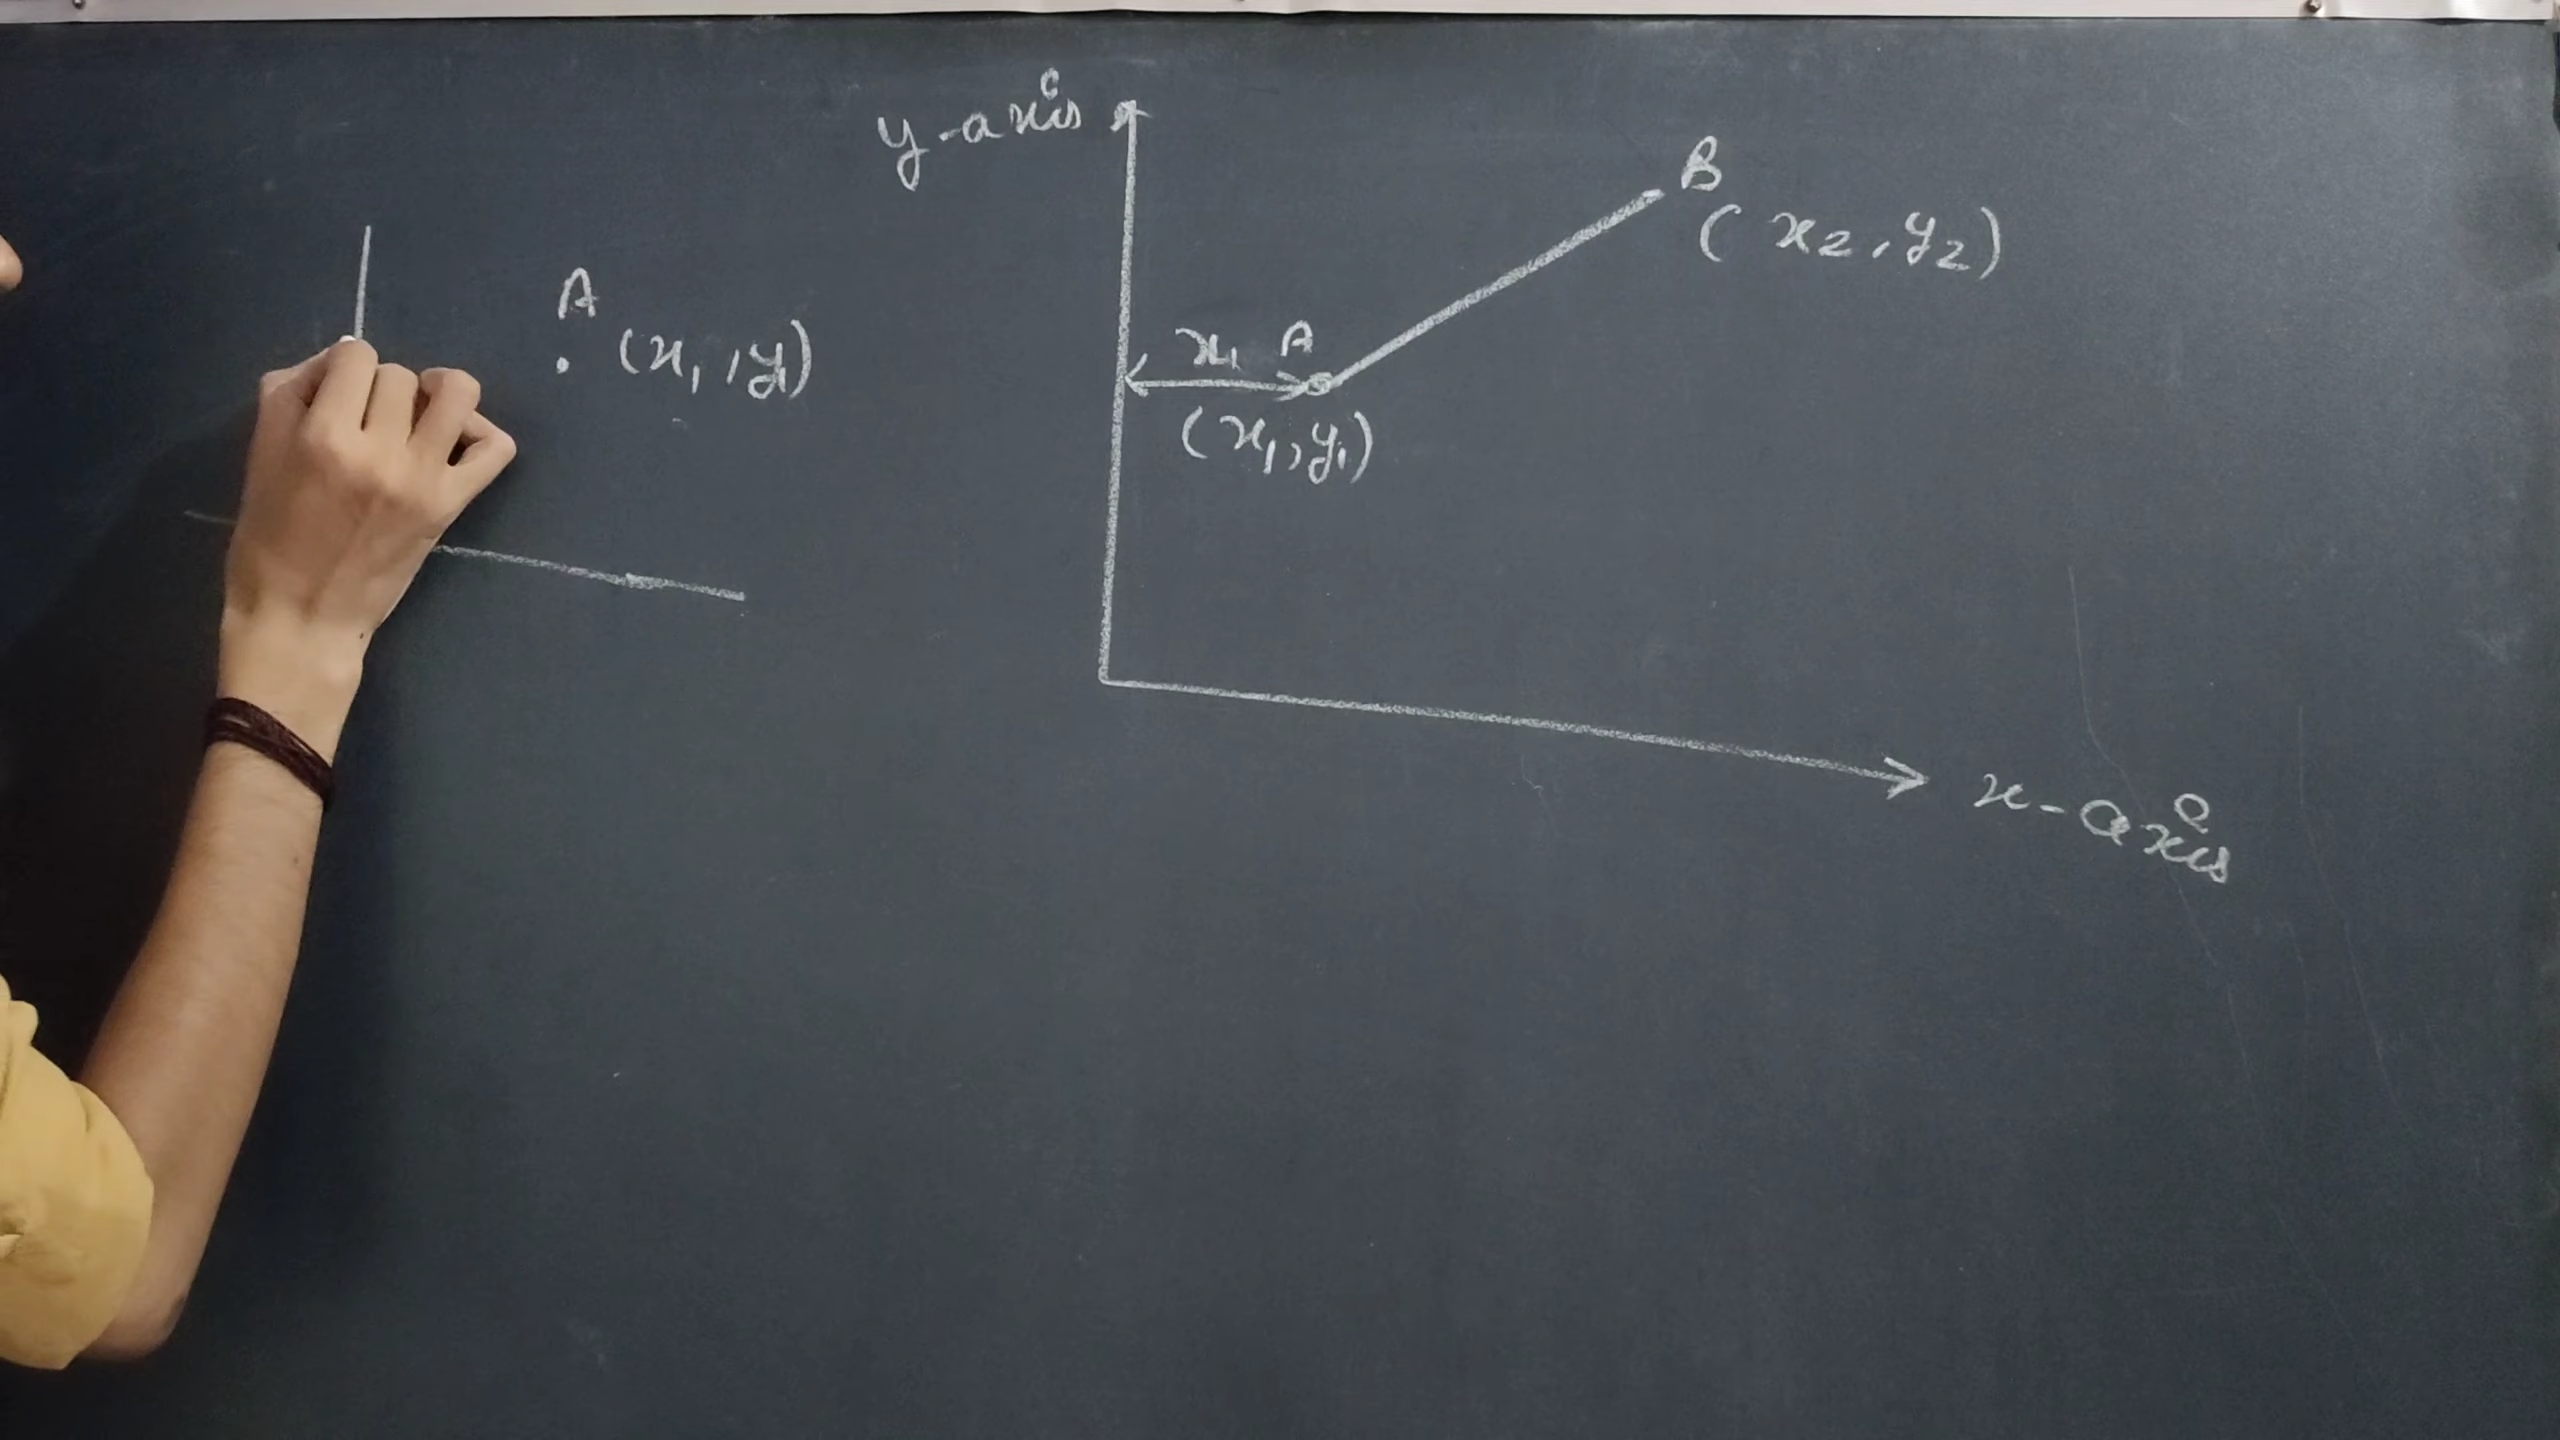 y-axis
B
(x2, y2)
A
(x1, y1)
x1 A
(x1, y1)
x-axis